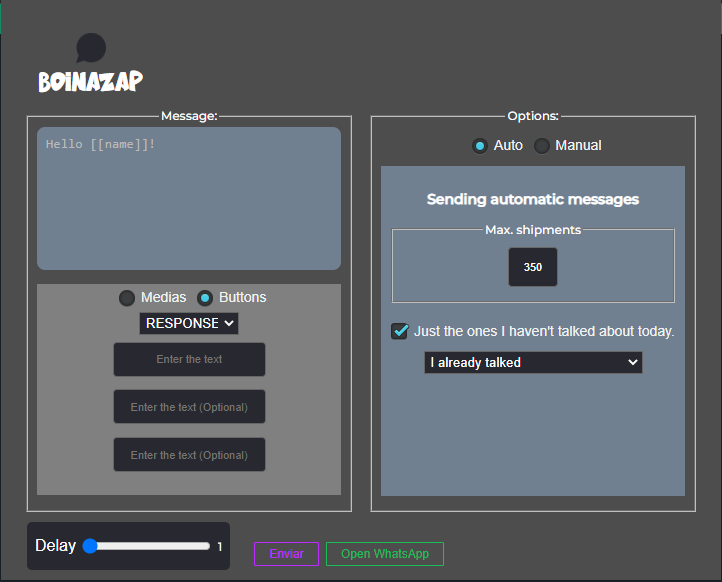 BOINAZAP
Message:
Hello [[name]]!
Medias Buttons
RESPONSE
Enter the text
Enter the text (Optional)
Enter the text (Optional)
Options:
Auto Manual
Sending automatic messages
Max. shipments
350
Just the ones I haven't talked about today.
I already talked
Delay 1
Enviar
Open WhatsApp